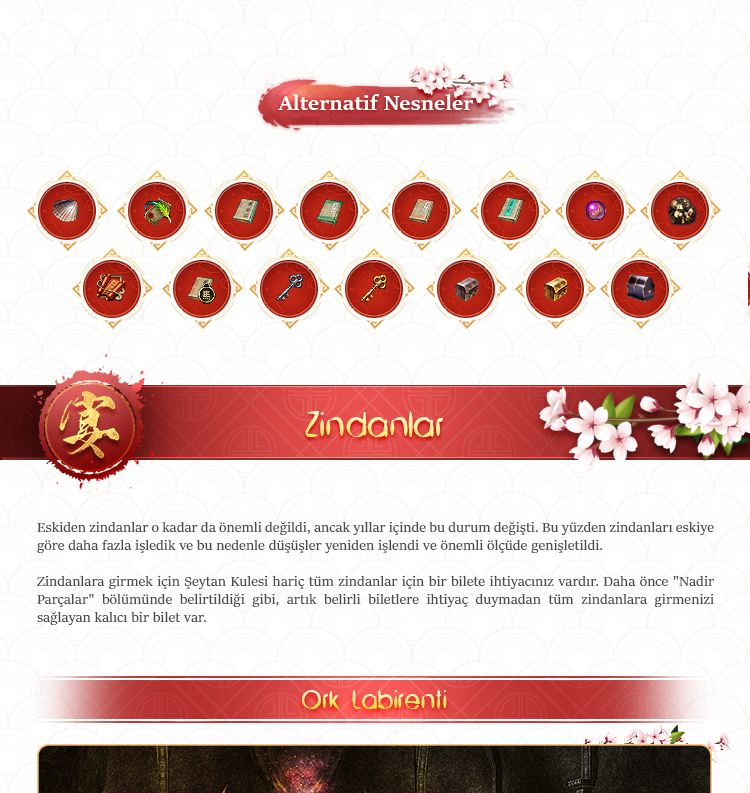 Alternatif Nesneler
宴
Zindanlar
Eskiden zindanlar o kadar da önemli değildi, ancak yıllar içinde bu durum değişti. Bu yüzden zindanları eskiye
göre daha fazla işledik ve bu nedenle düşüşler yeniden işlendi ve önemli ölçüde genişletildi.
Zindanlara girmek için Şeytan Kulesi hariç tüm zindanlar için bir bilete ihtiyacınız vardır. Daha önce "Nadir
Parçalar" bölümünde belirtildiği gibi, artık belirli biletlere ihtiyaç duymadan tüm zindanlara girmenizi
sağlayan kalıcı bir bilet var.
Ork Labirenti